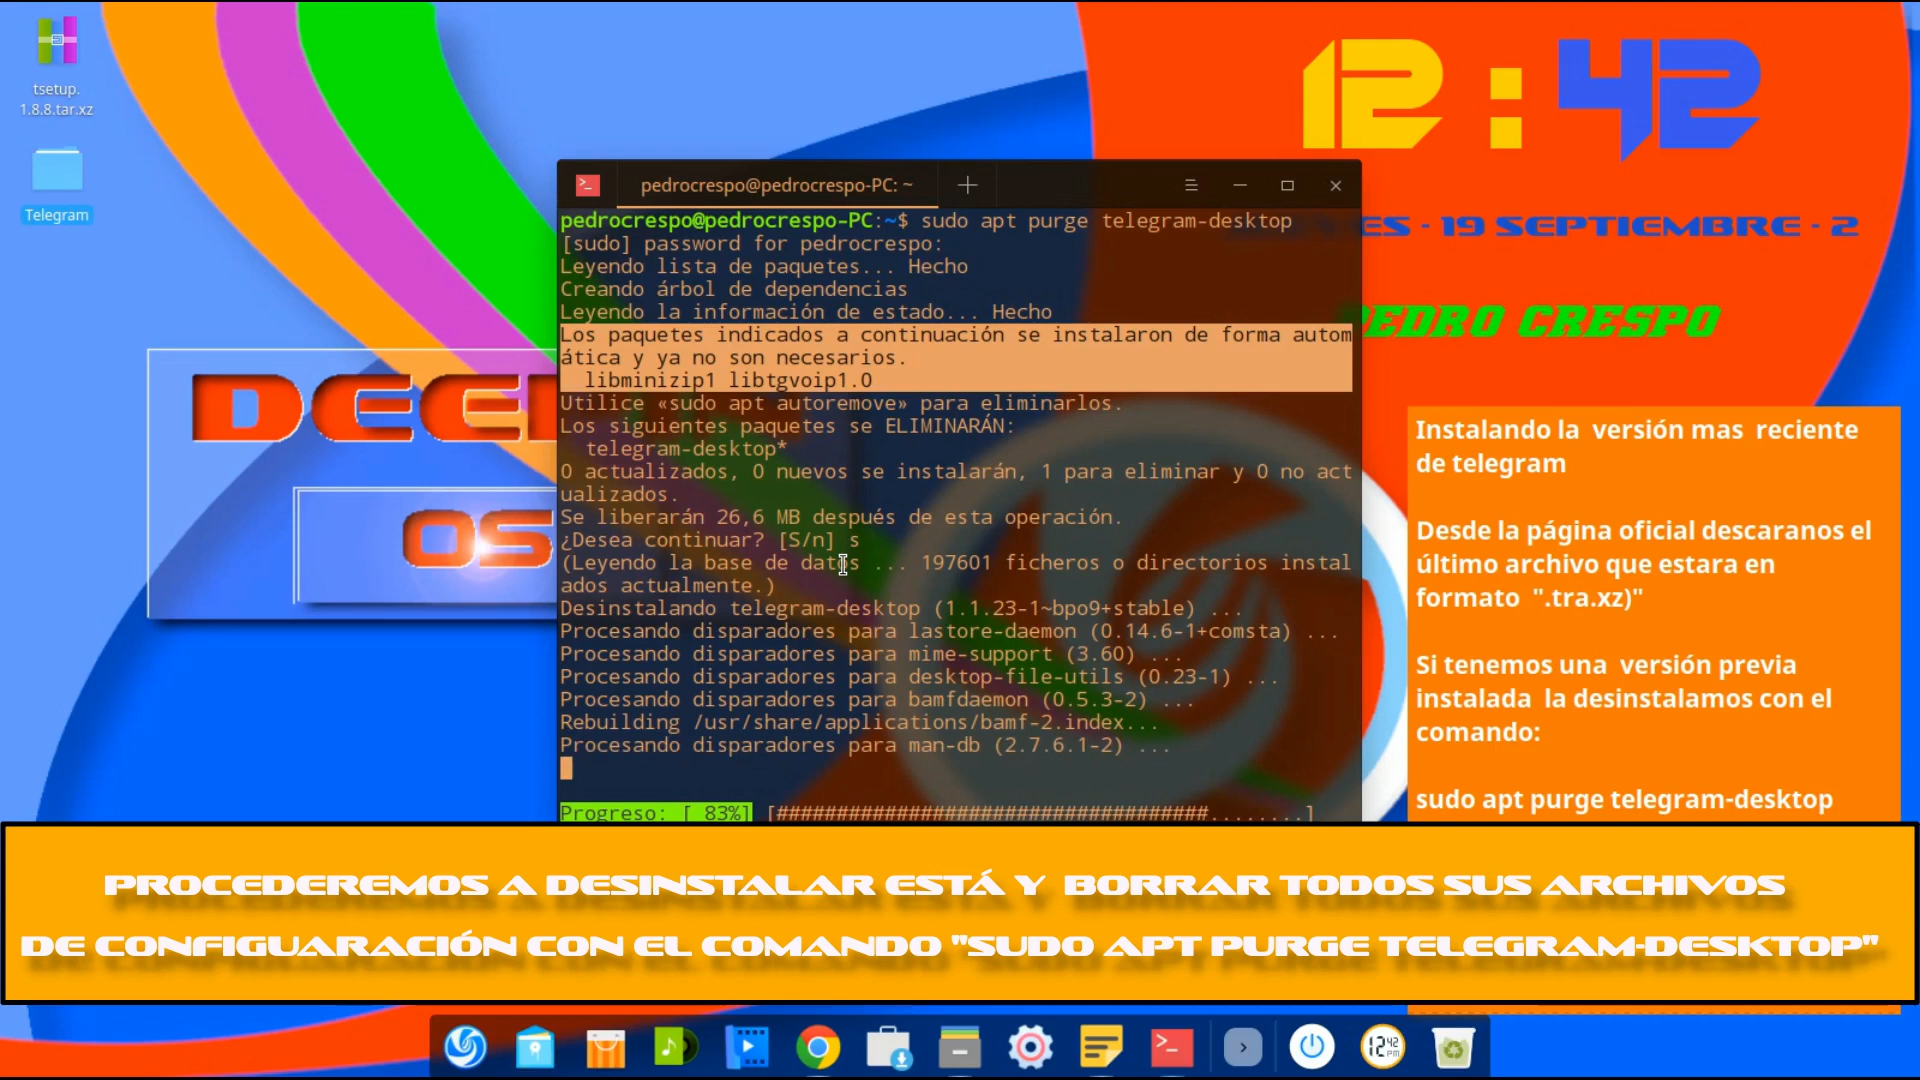 tsetup.
1.8.8.tar.xz
Telegram
12:42
ES - 19 SEPTIEMBRE - 2
PEDRO CRESPO
DEEP
OS
pedrocrespo@pedrocrespo-PC: ~
pedrocrespo@pedrocrespo-PC:~$ sudo apt purge telegram-desktop
[sudo] password for pedrocrespo:
Leyendo lista de paquetes... Hecho
Creando árbol de dependencias
Leyendo la información de estado... Hecho
Los paquetes indicados a continuación se instalaron de forma autom
ática y ya no son necesarios.
libminizip1 libtgvoip1.0
Utilice «sudo apt autoremove» para eliminarlos.
Los siguientes paquetes se ELIMINARÁN:
telegram-desktop*
0 actualizados, 0 nuevos se instalarán, 1 para eliminar y 0 no act
ualizados.
Se liberarán 26,6 MB después de esta operación.
¿Desea continuar? [S/n] s
(Leyendo la base de datos ... 197601 ficheros o directorios instal
ados actualmente.)
Desinstalando telegram-desktop (1.1.23-1~bpo9+stable) ...
Procesando disparadores para lastore-daemon (0.14.6-1+comsta) ...
Procesando disparadores para mime-support (3.60) ...
Procesando disparadores para desktop-file-utils (0.23-1) ...
Procesando disparadores para bamfdaemon (0.5.3-2) ...
Rebuilding /usr/share/applications/bamf-2.index...
Procesando disparadores para man-db (2.7.6.1-2) ...
Progreso: [ 83%] [####################################........]
Instalando la versión mas reciente
de telegram
Desde la página oficial descaranos el
último archivo que estara en
formato ".tra.xz)"
Si tenemos una versión previa
instalada la desinstalamos con el
comando:
sudo apt purge telegram-desktop
PROCEDEREMOS A DESINSTALAR ESTÁ Y BORRAR TODOS SUS ARCHIVOS
DE CONFIGUARACIÓN CON EL COMANDO "SUDO APT PURGE TELEGRAM-DESKTOP"
12 42
PM